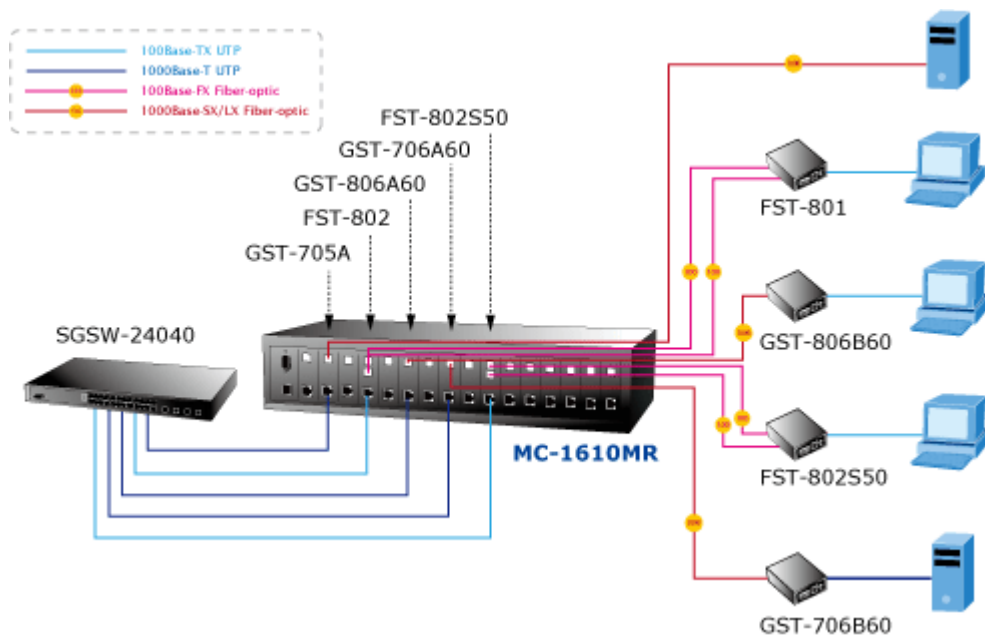 100Base-TX UTP
1000Base-T UTP
100Base-FX Fiber-optic
1000Base-SX/LX Fiber-optic
FST-802S50
GST-706A60
GST-806A60
FST-802
GST-705A
SGSW-24040
MC-1610MR
FST-801
GST-806B60
FST-802S50
GST-706B60